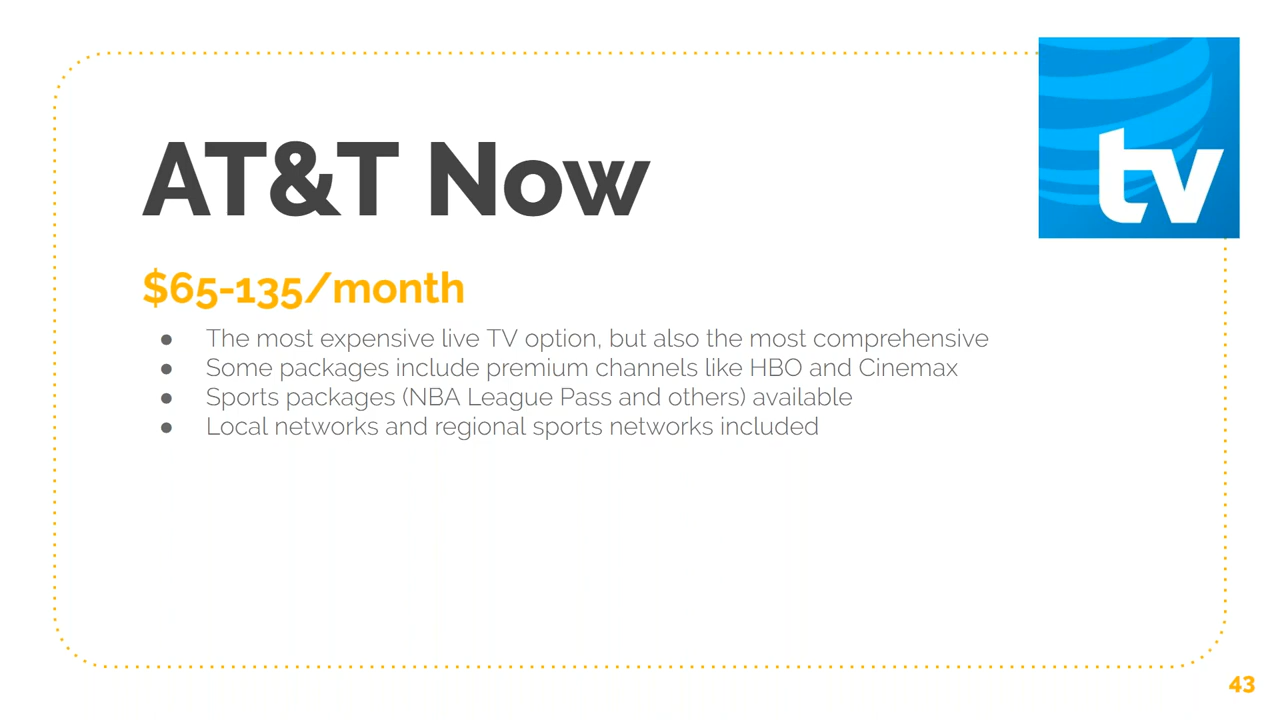 tv
AT&T Now
$65-135/month
● The most expensive live TV option, but also the most comprehensive
● Some packages include premium channels like HBO and Cinemax
● Sports packages (NBA League Pass and others) available
● Local networks and regional sports networks included
43